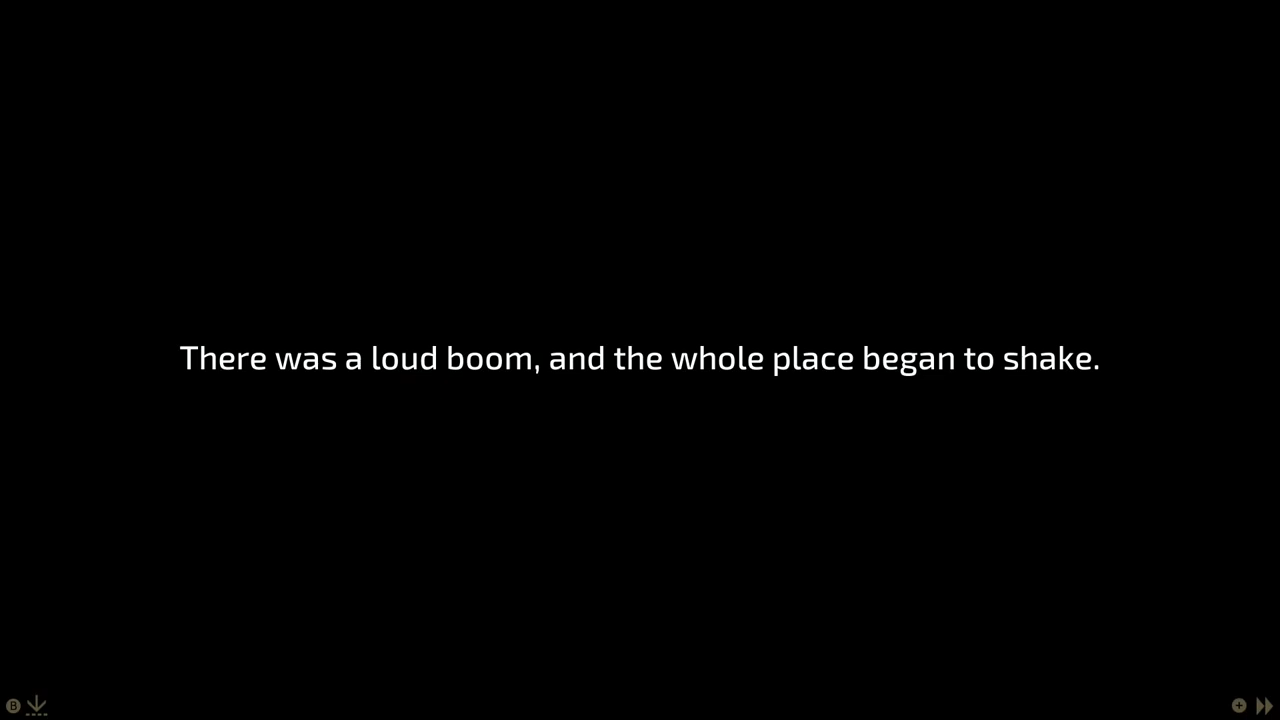 There was a loud boom, and the whole place began to shake.
B